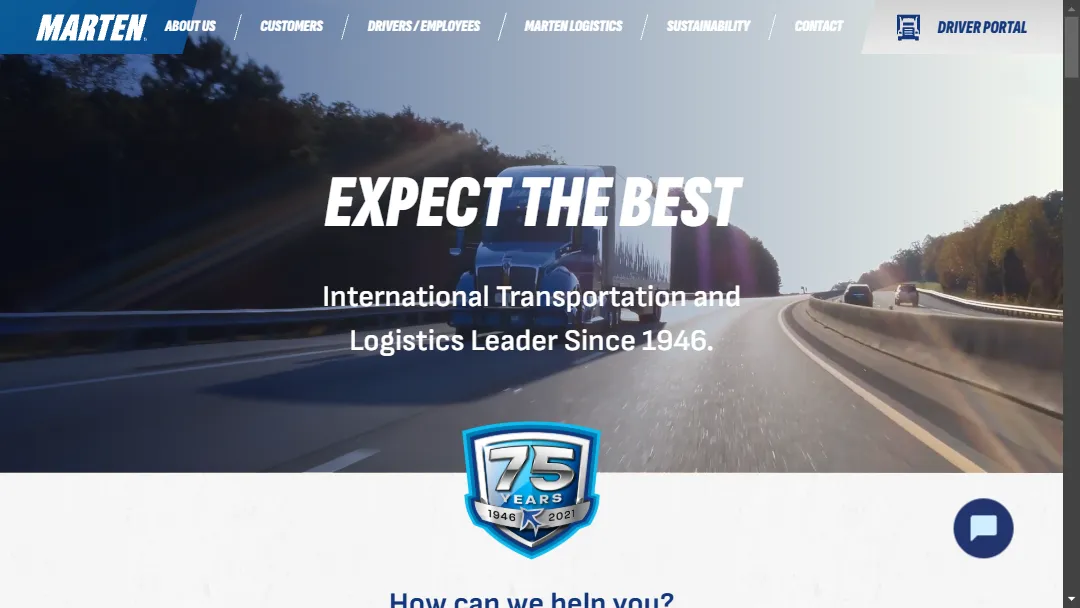 MARTEN
ABOUT US
CUSTOMERS
DRIVERS / EMPLOYEES
MARTEN LOGISTICS
SUSTAINABILITY
CONTACT
DRIVER PORTAL
EXPECT THE BEST
International Transportation and
Logistics Leader Since 1946.
75
YEARS
1946 2021
How can we help you?